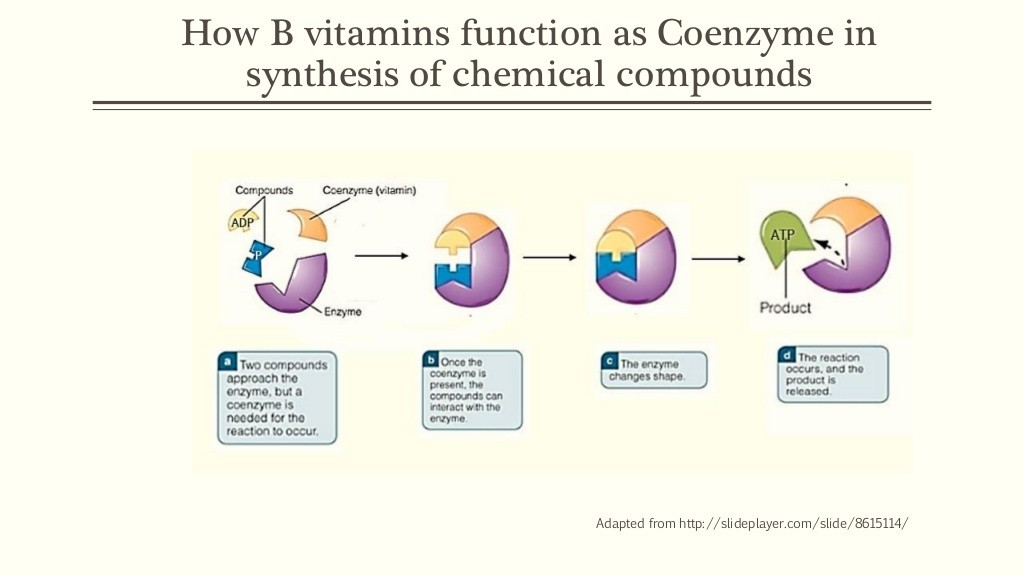 How B vitamins function as Coenzyme in
synthesis of chemical compounds
Compounds
Coenzyme (vitamin)
ADP
P
Enzyme
ATP
Product
a Two compounds
approach the
enzyme, but a
coenzyme is
needed for the
reaction to occur.
b Once the
coenzyme is
present, the
compounds can
interact with the
enzyme.
c The enzyme
changes shape.
d The reaction
occurs, and the
product is
released.
Adapted from http://slideplayer.com/slide/8615114/